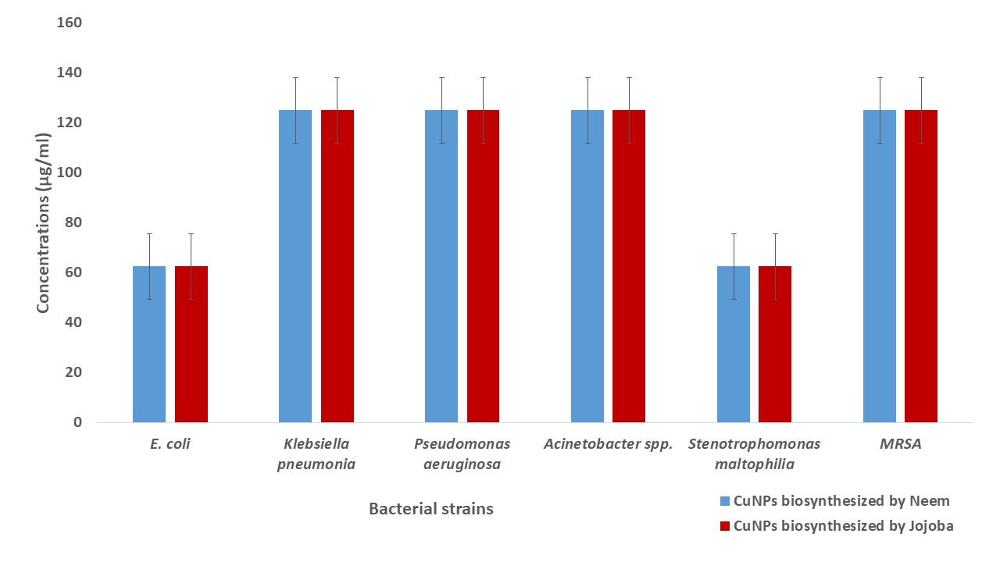 160
140
120
100
80
60
40
20
0
Concentrations (µg/ml)
E. coli
Klebsiella
pneumonia
Pseudomonas
aeruginosa
Acinetobacter spp.
Stenotrophomonas
maltophilia
MRSA
Bacterial strains
CuNPs biosynthesized by Neem
CuNPs biosynthesized by Jojoba